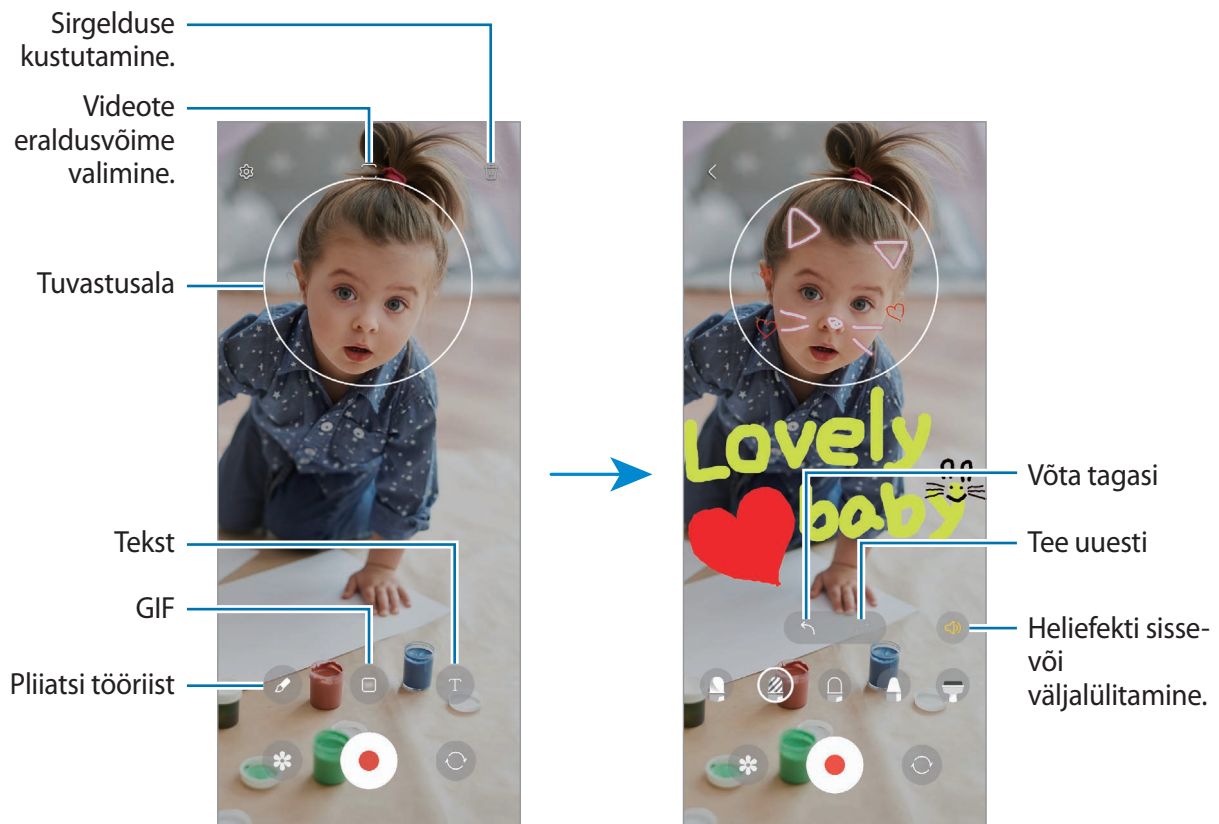 Sirgelduse
kustutamine.
Videote
eraldusvõime
valimine.
Tuvastusala
Tekst
GIF
Pliiatsi tööriist
T
Lovely
baby
Võta tagasi
Tee uuesti
Heliefekti sisse-
või
väljalülitamine.